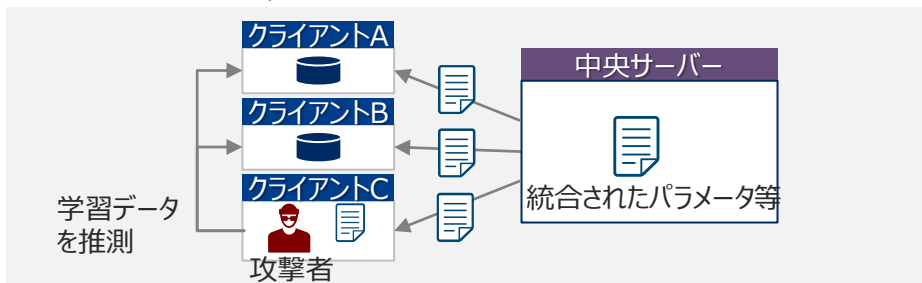 クライアントA
中央サーバー
クライアントB
クライアントC
統合されたパラメータ等
学習データ
を推測
攻撃者